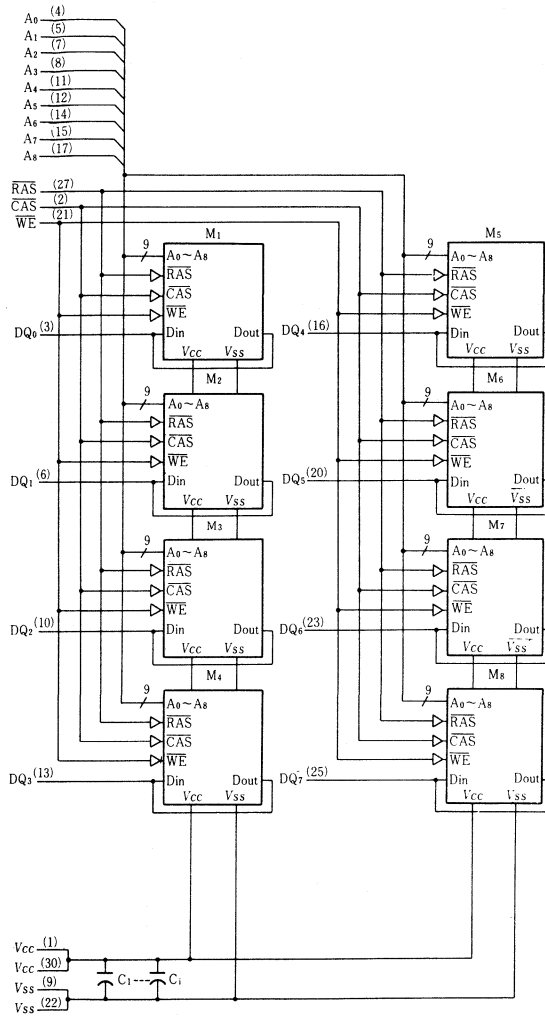 A0 (4)
A1 (5)
A2 (7)
A3 (8)
A4 (11)
A5 (12)
A6 (14)
A7 (15)
A8 (17)
RAS (27)
CAS (2)
WE (21)
M1
9 A0~A8
RAS
CAS
WE
DQ0 (3) Din Dout
Vcc Vss
M2
9 A0~A8
RAS
CAS
WE
DQ1 (6) Din Dout
Vcc Vss
M3
9 A0~A8
RAS
CAS
WE
DQ2 (10) Din Dout
Vcc Vss
M4
9 A0~A8
RAS
CAS
WE
DQ3 (13) Din Dout
Vcc Vss
M5
9 A0~A8
RAS
CAS
WE
DQ4 (16) Din Dout
Vcc Vss
M6
9 A0~A8
RAS
CAS
WE
DQ5 (20) Din Dout
Vcc Vss
M7
9 A0~A8
RAS
CAS
WE
DQ6 (23) Din Dout
Vcc Vss
M8
9 A0~A8
RAS
CAS
WE
DQ7 (25) Din Dout
Vcc Vss
Vcc (1)
Vcc (30)
Vss (9)
Vss (22)
C1---Ci